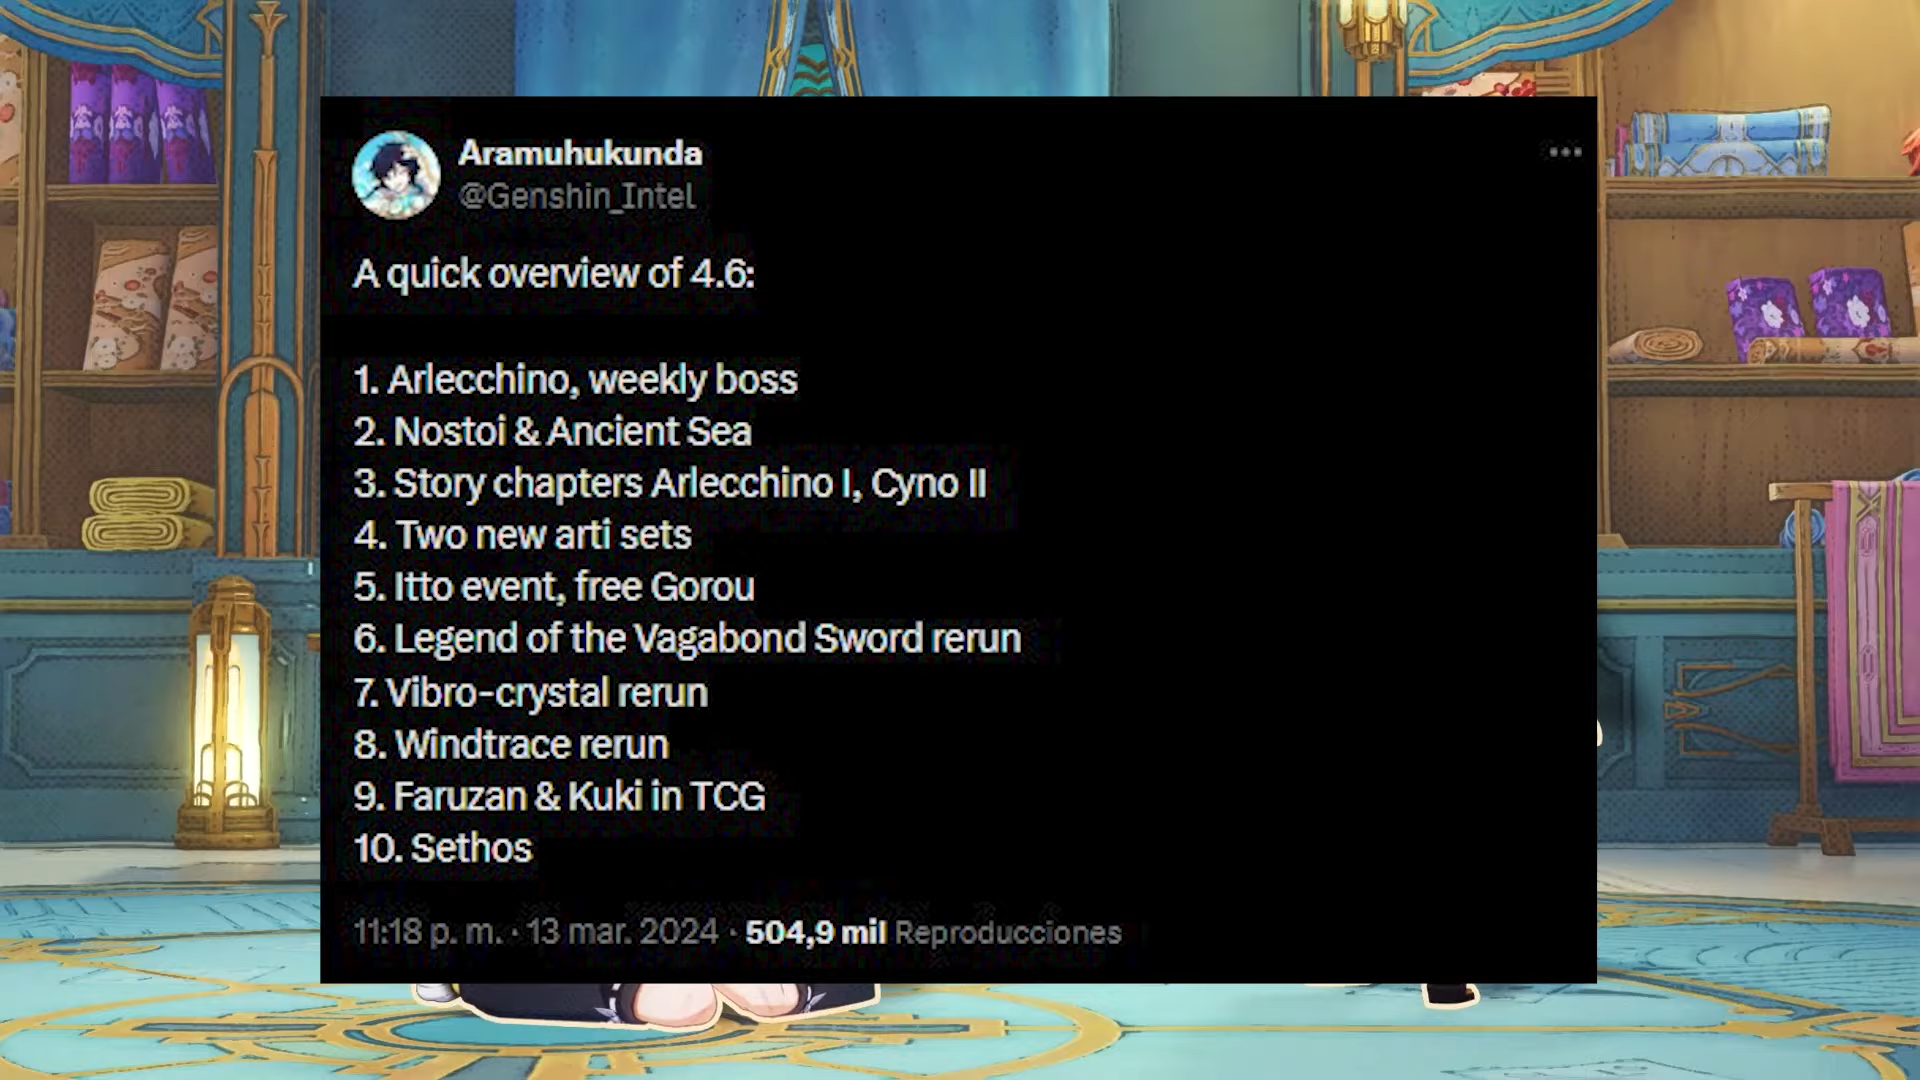 Aramuhukunda
@Genshin_Intel
A quick overview of 4.6:
1. Arlecchino, weekly boss
2. Nostoi & Ancient Sea
3. Story chapters Arlecchino I, Cyno II
4. Two new arti sets
5. Itto event, free Gorou
6. Legend of the Vagabond Sword rerun
7. Vibro-crystal rerun
8. Windtrace rerun
9. Faruzan & Kuki in TCG
10. Sethos
11:18 p. m. · 13 mar. 2024 · 504,9 mil Reproducciones